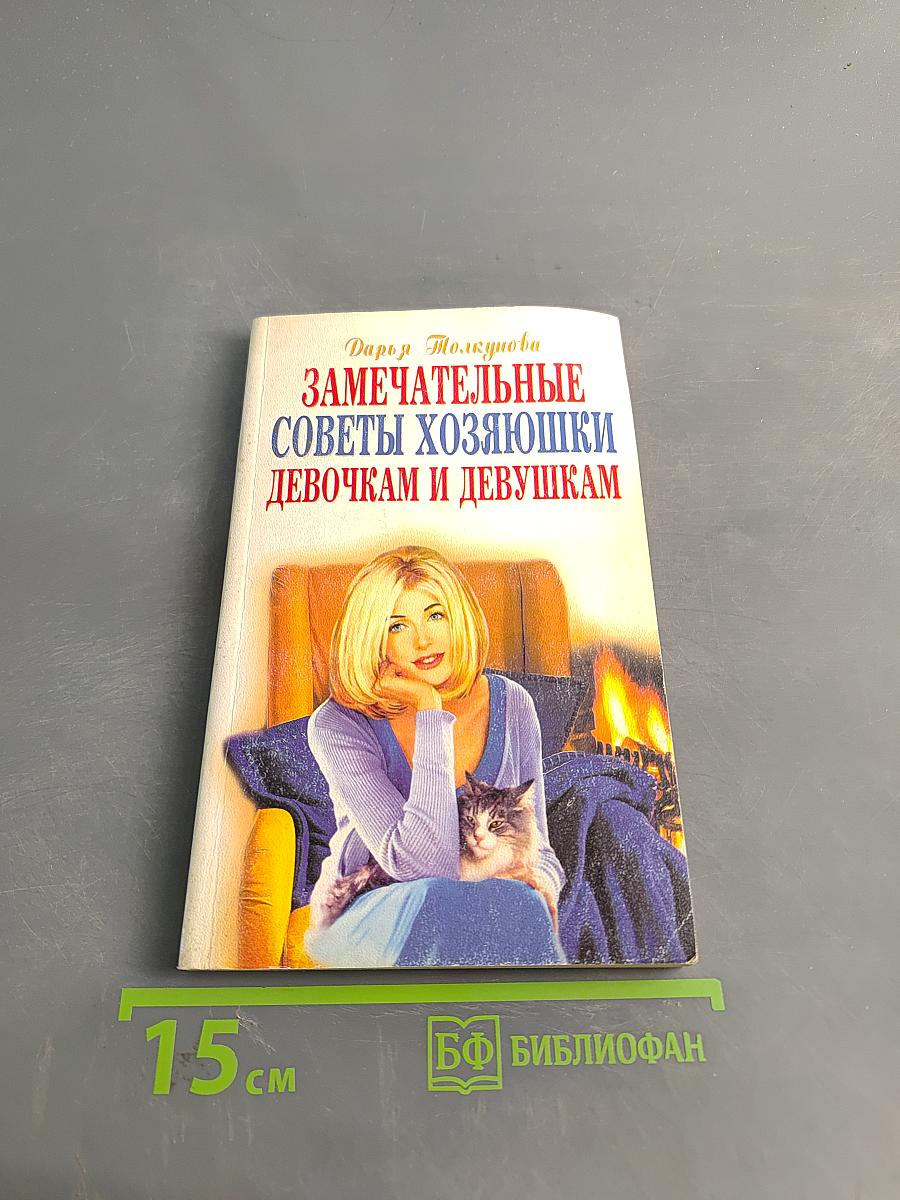 Дарья Толкунова
ЗАМЕЧАТЕЛЬНЫЕ
СОВЕТЫ ХОЗЯЮШКИ
ДЕВОЧКАМ И ДЕВУШКАМ
15 см
БФ БИБЛИОФАН